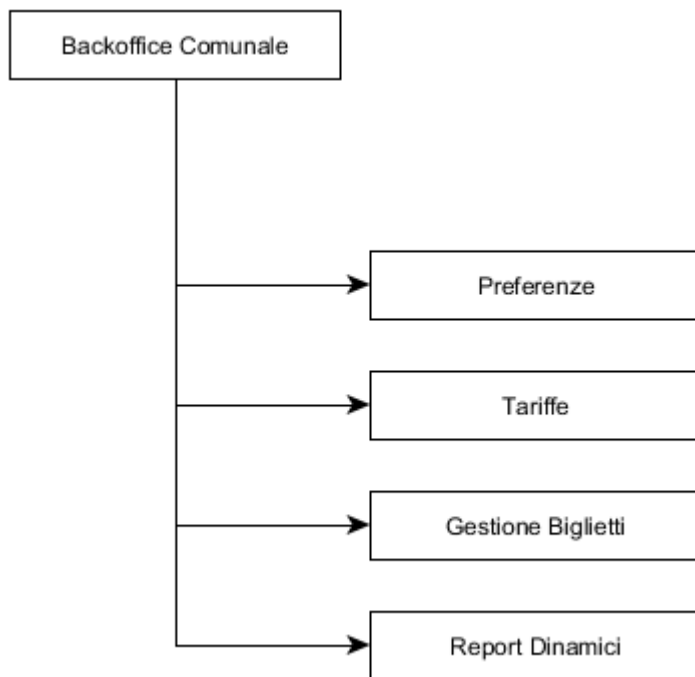 Backoffice Comunale
Preferenze
Tariffe
Gestione Biglietti
Report Dinamici